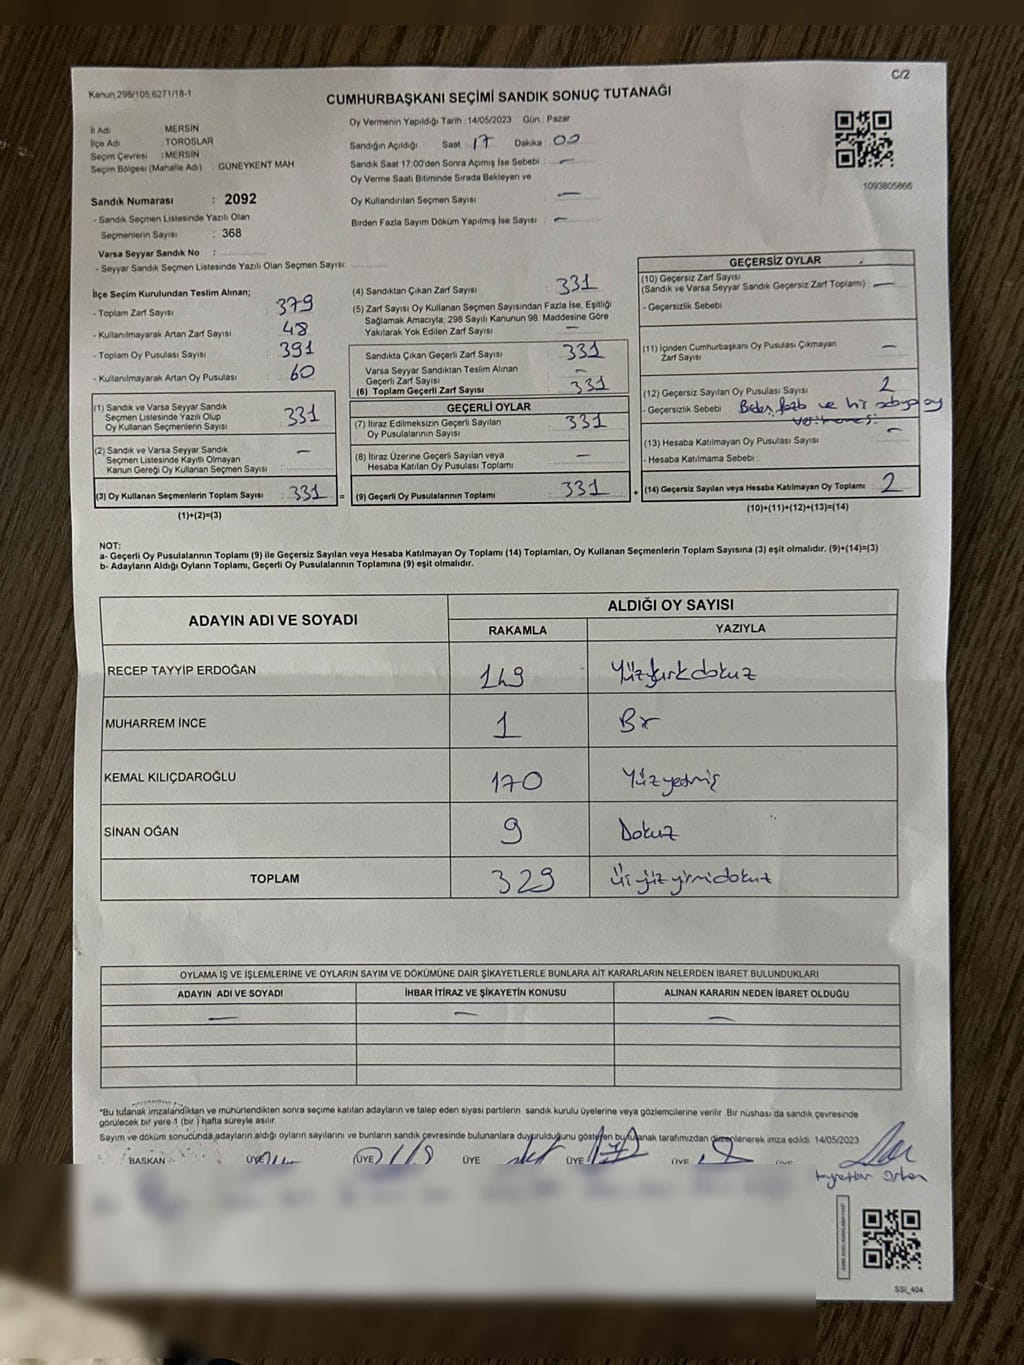 C/2
Kanun 298/105,6271/18-1
CUMHURBAŞKANI SEÇİMİ SANDIK SONUÇ TUTANAĞI
İl Adı MERSİN
İlçe Adı TOROSLAR
Seçim Çevresi : MERSİN
Seçim Bölgesi (Mahalle Adı) GÜNEYKENT MAH
Sandık Numarası : 2092
- Sandık Seçmen Listesinde Yazılı Olan
Seçmenlerin Sayısı : 368
Varsa Seyyar Sandık No :
- Seyyar Sandık Seçmen Listesinde Yazılı Olan Seçmen Sayısı:
Oy Vermenin Yapıldığı Tarih : 14/05/2023 Gün : Pazar
Sandığın Açıldığı Saat : 17 Dakika : 00
Sandık Saat 17.00'den Sonra Açımış İse Sebebi : —
Oy Verme Saati Bitiminde Sırada Bekleyen ve
Oy Kullandırılan Seçmen Sayısı : —
Birden Fazla Sayım Döküm Yapılmış İse Sayısı : —
1093805866
İlçe Seçim Kurulundan Teslim Alınan;
- Toplam Zarf Sayısı : 379
- Kullanılmayarak Artan Zarf Sayısı : 48
- Toplam Oy Pusulası Sayısı : 391
- Kullanılmayarak Artan Oy Pusulası : 60
(1) Sandık ve Varsa Seyyar Sandık
Seçmen Listesinde Yazılı Olup
Oy Kullanan Seçmenlerin Sayısı : 331
(2) Sandık ve Varsa Seyyar Sandık
Seçmen Listesinde Kayıtlı Olmayan
Kanun Gereği Oy Kullanan Seçmen Sayısı : —
(3) Oy Kullanan Seçmenlerin Toplam Sayısı : 331 =
(1)+(2)=(3)
(4) Sandıktan Çıkan Zarf Sayısı : 331
(5) Zarf Sayısı Oy Kullanan Seçmen Sayısından Fazla İse, Eşitliği
Sağlamak Amacıyla; 298 Sayılı Kanunun 98. Maddesine Göre
Yakılarak Yok Edilen Zarf Sayısı : —
Sandıkta Çıkan Geçerli Zarf Sayısı : 331
Varsa Seyyar Sandıktan Teslim Alınan
Geçerli Zarf Sayısı : —
(6) Toplam Geçerli Zarf Sayısı : 331
GEÇERLİ OYLAR
(7) İtiraz Edilmeksizin Geçerli Sayılan
Oy Pusulalarının Sayısı : 331
(8) İtiraz Üzerine Geçerli Sayılan veya
Hesaba Katılan Oy Pusulası Toplamı : —
(9) Geçerli Oy Pusulalarının Toplamı : 331 +
GEÇERSİZ OYLAR
(10) Geçersiz Zarf Sayısı
(Sandık ve Varsa Seyyar Sandık Geçersiz Zarf Toplamı) : —
- Geçersizlik Sebebi :
(11) İçinden Cumhurbaşkanı Oy Pusulası Çıkmayan
Zarf Sayısı : —
(12) Geçersiz Sayılan Oy Pusulası Sayısı : 2
- Geçersizlik Sebebi : ve oy
(13) Hesaba Katılmayan Oy Pusulası Sayısı : —
- Hesaba Katılmama Sebebi :
(14) Geçersiz Sayılan veya Hesaba Katılmayan Oy Toplamı : 2
(10)+(11)+(12)+(13)=(14)
NOT:
a- Geçerli Oy Pusulalarının Toplamı (9) ile Geçersiz Sayılan veya Hesaba Katılmayan Oy Toplamı (14) Toplamları, Oy Kullanan Seçmenlerin Toplam Sayısına (3) eşit olmalıdır. (9)+(14)=(3)
b- Adayların Aldığı Oyların Toplamı, Geçerli Oy Pusulalarının Toplamına (9) eşit olmalıdır.
ADAYIN ADI VE SOYADI ALDIĞI OY SAYISI
RAKAMLA YAZIYLA
RECEP TAYYİP ERDOĞAN 149 Yüzkırkdokuz
MUHARREM İNCE 1 Bir
KEMAL KILIÇDAROĞLU 170 Yüzyetmiş
SİNAN OĞAN 9 Dokuz
TOPLAM 329 Üçyüzyirmidokuz
OYLAMA İŞ VE İŞLEMLERİNE VE OYLARIN SAYIM VE DÖKÜMÜNE DAİR ŞİKAYETLERLE BUNLARA AİT KARARLARIN NELERDEN İBARET BULUNDUKLARI
ADAYIN ADI VE SOYADI İHBAR İTİRAZ VE ŞİKAYETİN KONUSU ALINAN KARARIN NEDEN İBARET OLDUĞU
— — —
*Bu tutanak imzalandıktan ve mühürlendikten sonra seçime katılan adayların ve talep eden siyasi partilerin sandık kurulu üyelerine veya gözlemcilerine verilir. Bir nüshası da sandık çevresinde
görülecek bir yere 1 (bir ) hafta süreyle asılır.
Sayım ve döküm sonucunda adayların aldığı oyların sayılarını ve bunların sandık çevresinde bulunanlara duyurulduğunu gösteren bu tutanak tarafımızdan düzenlenerek imza edildi. 14/05/2023
BAŞKAN ÜYE ÜYE ÜYE ÜYE ÜYE ÜYE
SSI_404